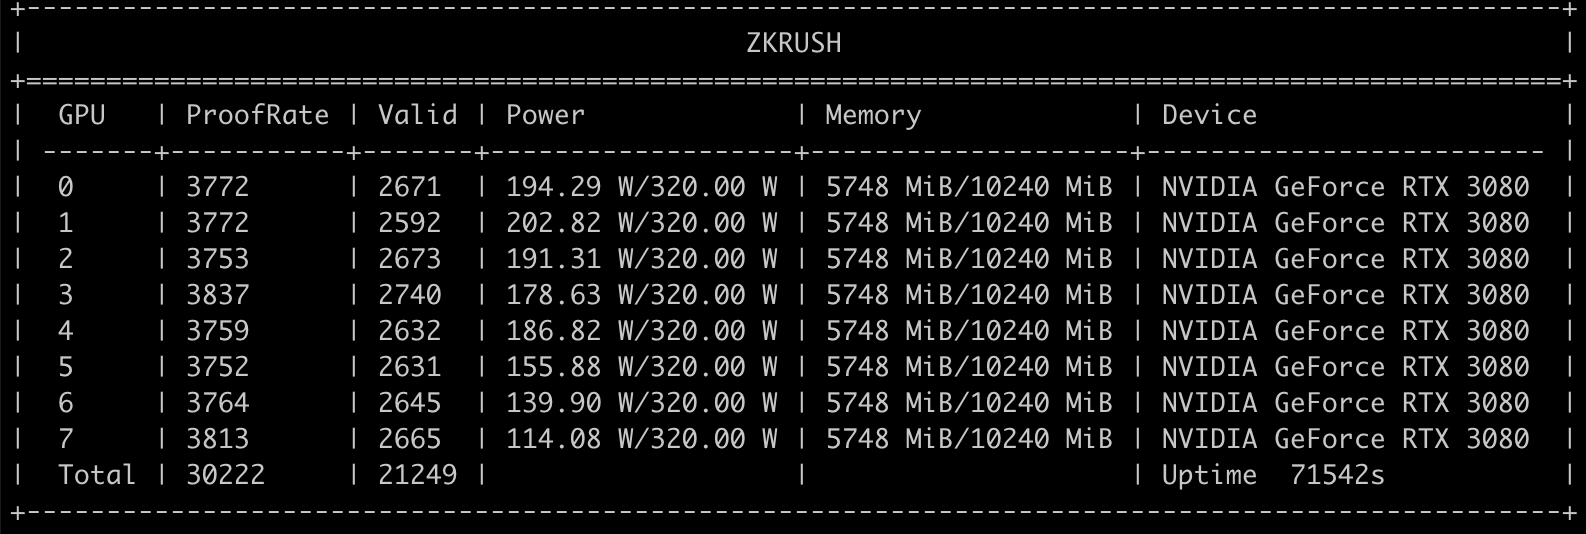 +------------------------------------------------------------------------------------------------+
|                                             ZKRUSH                                             |
+================================================================================================+
|  GPU   | ProofRate | Valid | Power             | Memory             | Device                   |
| -------+-----------+-------+-------------------+--------------------+------------------------- |
|  0     | 3772      | 2671  | 194.29 W/320.00 W | 5748 MiB/10240 MiB | NVIDIA GeForce RTX 3080  |
|  1     | 3772      | 2592  | 202.82 W/320.00 W | 5748 MiB/10240 MiB | NVIDIA GeForce RTX 3080  |
|  2     | 3753      | 2673  | 191.31 W/320.00 W | 5748 MiB/10240 MiB | NVIDIA GeForce RTX 3080  |
|  3     | 3837      | 2740  | 178.63 W/320.00 W | 5748 MiB/10240 MiB | NVIDIA GeForce RTX 3080  |
|  4     | 3759      | 2632  | 186.82 W/320.00 W | 5748 MiB/10240 MiB | NVIDIA GeForce RTX 3080  |
|  5     | 3752      | 2631  | 155.88 W/320.00 W | 5748 MiB/10240 MiB | NVIDIA GeForce RTX 3080  |
|  6     | 3764      | 2645  | 139.90 W/320.00 W | 5748 MiB/10240 MiB | NVIDIA GeForce RTX 3080  |
|  7     | 3813      | 2665  | 114.08 W/320.00 W | 5748 MiB/10240 MiB | NVIDIA GeForce RTX 3080  |
|  Total | 30222     | 21249 |                   |                    | Uptime  71542s           |
+------------------------------------------------------------------------------------------------+